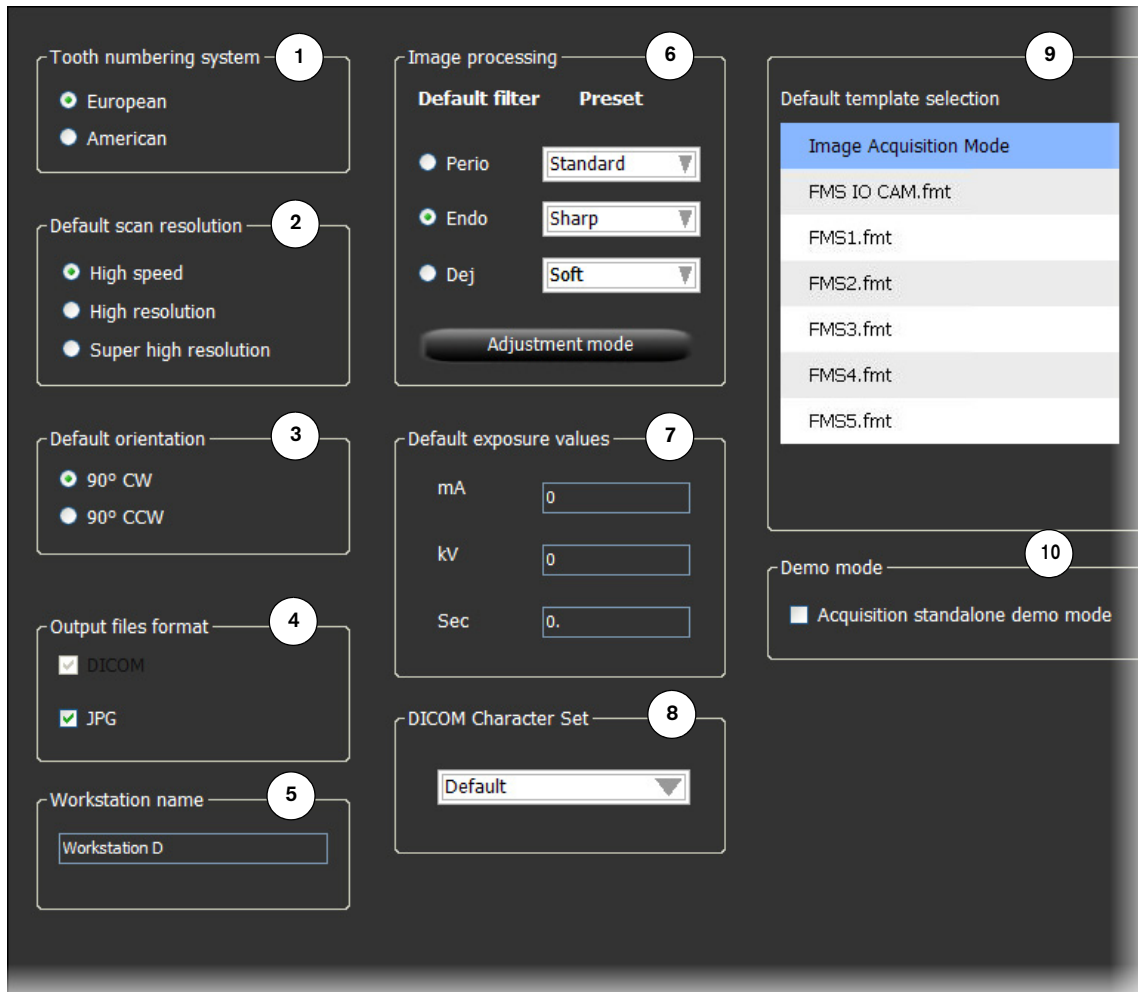 Tooth numbering system 1
European
American
Default scan resolution 2
High speed
High resolution
Super high resolution
Default orientation 3
90º CW
90º CCW
Output files format 4
DICOM
JPG
Workstation name 5
Workstation D
Image processing 6
Default filter Preset
Perio Standard
Endo Sharp
Dej Soft
Adjustment mode
Default exposure values 7
mA 0
kV 0
Sec 0.
DICOM Character Set 8
Default
9
Default template selection
Image Acquisition Mode
FMS IO CAM.fmt
FMS1.fmt
FMS2.fmt
FMS3.fmt
FMS4.fmt
FMS5.fmt
Demo mode 10
Acquisition standalone demo mode